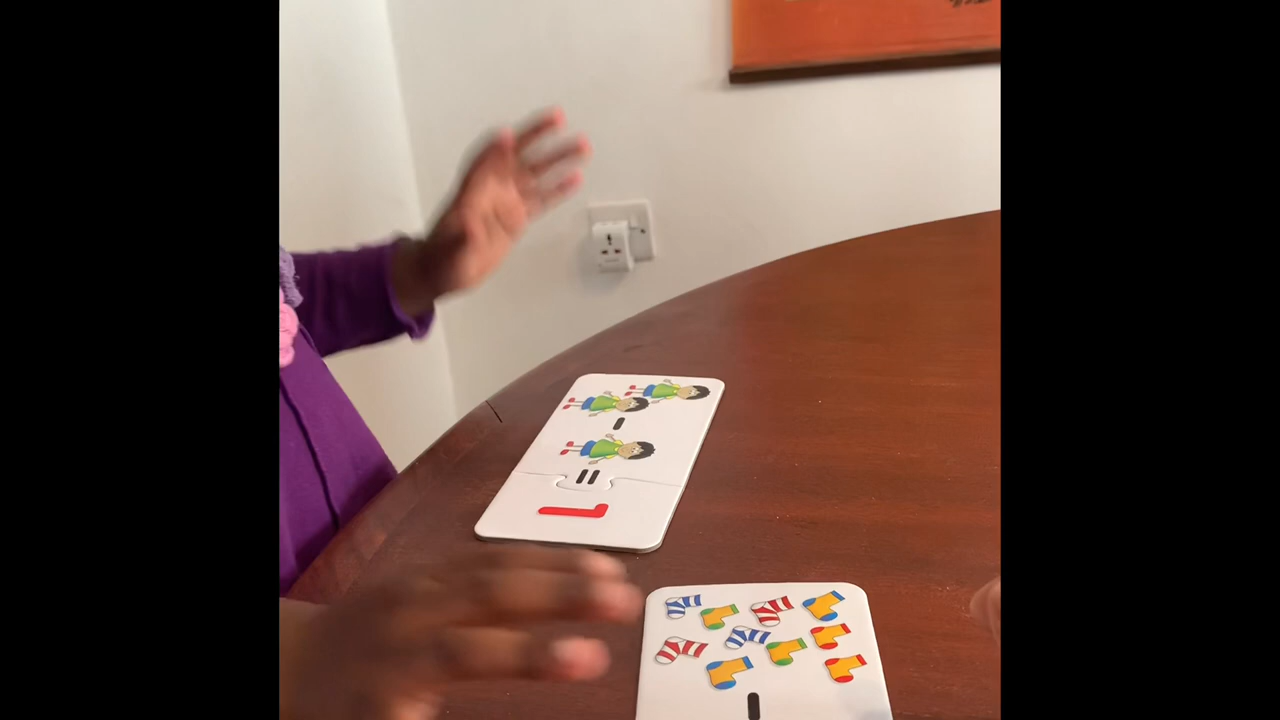 -
=
1
-